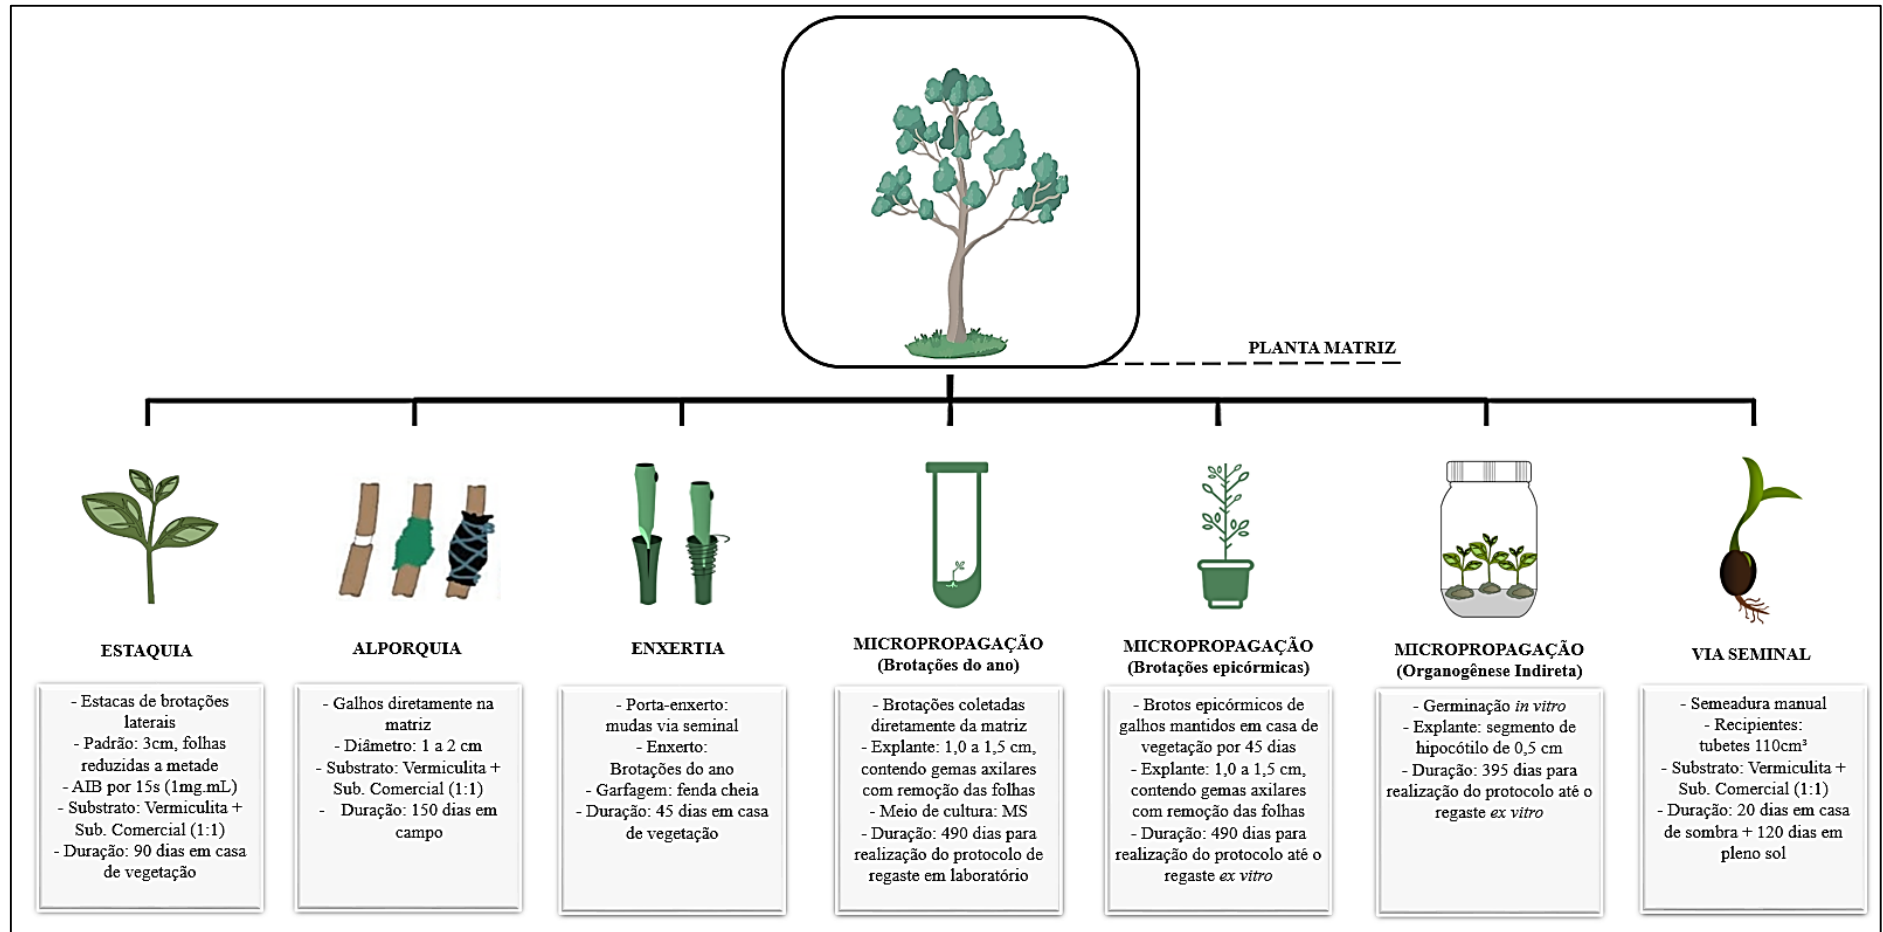 PLANTA MATRIZ
ESTAQUIA
- Estacas de brotações
laterais
- Padrão: 3cm, folhas
reduzidas a metade
- AIB por 15s (1mg.mL)
- Substrato: Vermiculita +
Sub. Comercial (1:1)
- Duração: 90 dias em casa
de vegetação
ALPORQUIA
- Galhos diretamente na
matriz
- Diâmetro: 1 a 2 cm
- Substrato: Vermiculita +
Sub. Comercial (1:1)
- Duração: 150 dias em
campo
ENXERTIA
- Porta-enxerto:
mudas via seminal
- Enxerto:
Brotações do ano
- Garfagem: fenda cheia
- Duração: 45 dias em casa
de vegetação
MICROPROPAGAÇÃO
(Brotações do ano)
- Brotações coletadas
diretamente da matriz
- Explante: 1,0 a 1,5 cm,
contendo gemas axilares
com remoção das folhas
- Meio de cultura: MS
- Duração: 490 dias para
realização do protocolo de
regaste em laboratório
MICROPROPAGAÇÃO
(Brotações epicórmicas)
- Brotos epicórmicos de
galhos mantidos em casa de
vegetação por 45 dias
- Explante: 1,0 a 1,5 cm,
contendo gemas axilares
com remoção das folhas
- Duração: 490 dias para
realização do protocolo até o
regaste ex vitro
MICROPROPAGAÇÃO
(Organogênese Indireta)
- Germinação in vitro
- Explante: segmento de
hipocótilo de 0,5 cm
- Duração: 395 dias para
realização do protocolo até o
regaste ex vitro
VIA SEMINAL
- Semeadura manual
- Recipientes:
tubetes 110cm³
- Substrato: Vermiculita +
Sub. Comercial (1:1)
- Duração: 20 dias em casa
de sombra + 120 dias em
pleno sol